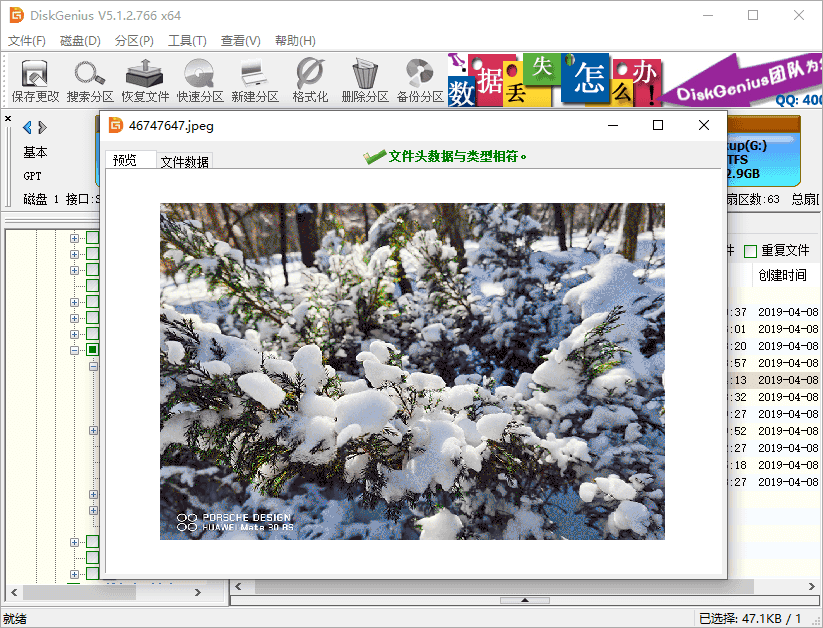 DiskGenius V5.1.2.766 x64
文件(F) 磁盘(D) 分区(P) 工具(T) 查看(V) 帮助(H)
保存更改 搜索分区 恢复文件 快速分区 新建分区 格式化 删除分区 备份分区
数据丢失怎么办!
DiskGenius团队为
QQ: 400
46747647.jpeg
预览 文件数据
文件头数据与类型相符。
基本
GPT
磁盘 1 接口:S
up(G:)
TFS
2.9GB
扇区数:63 总扇区
PORSCHE DESIGN
HUAWEI Mate 30 RS
件 重复文件
创建时间
:37 2019-04-08
:01 2019-04-08
:20 2019-04-08
:57 2019-04-08
:13 2019-04-08
:32 2019-04-08
:27 2019-04-08
:52 2019-04-08
:27 2019-04-08
:18 2019-04-08
:27 2019-04-08
就绪
已选择: 47.1KB / 1